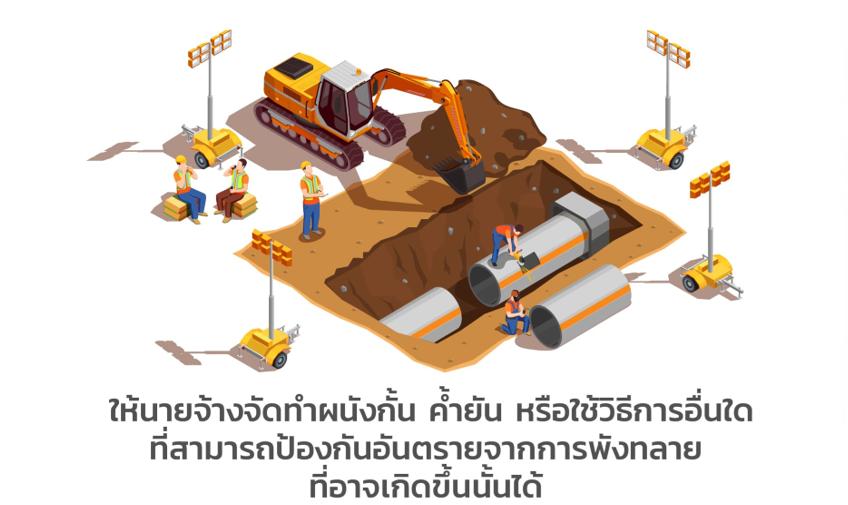 ให้นายจ้างจัดทำผนังกั้น ค้ำยัน หรือใช้วิธีการอื่นใด
ที่สามารถป้องกันอันตรายจากการพังทลาย
ที่อาจเกิดขึ้นนั้นได้